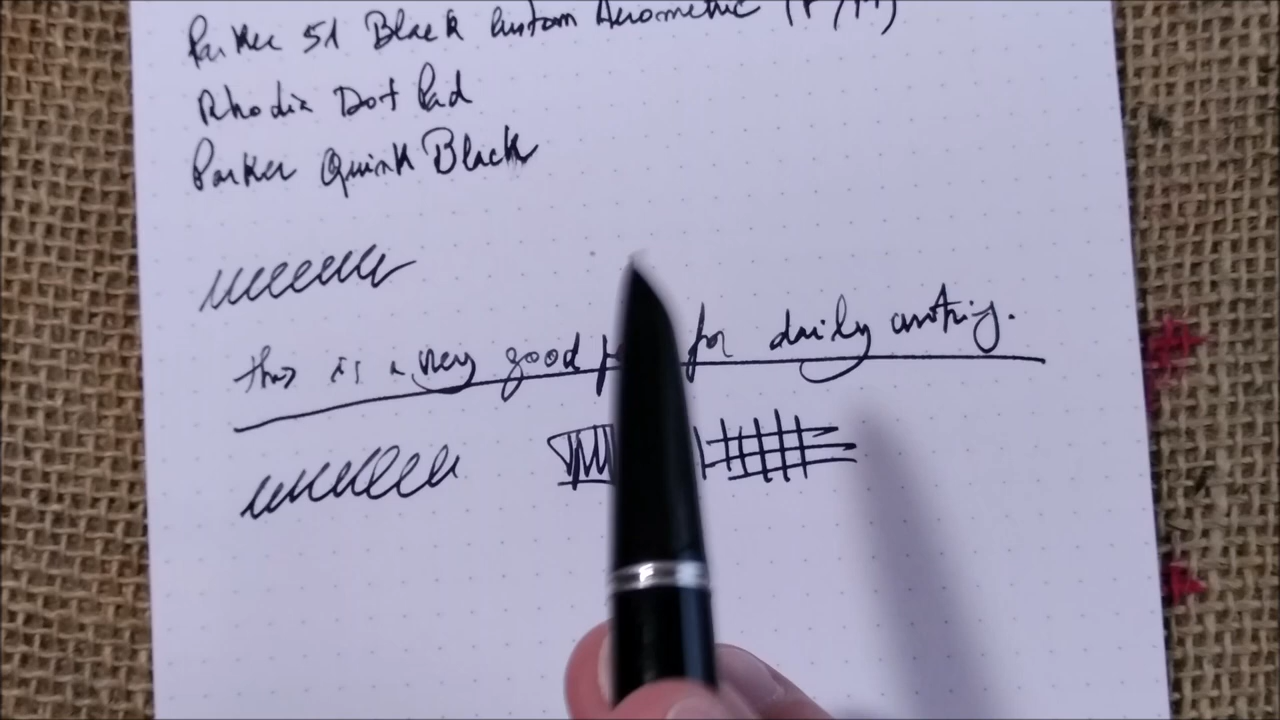 Parker 51 Black Custom Aerometric (F/M)
Rhodia Dot Pad
Parker Quink Black
this is a very good for daily writing.